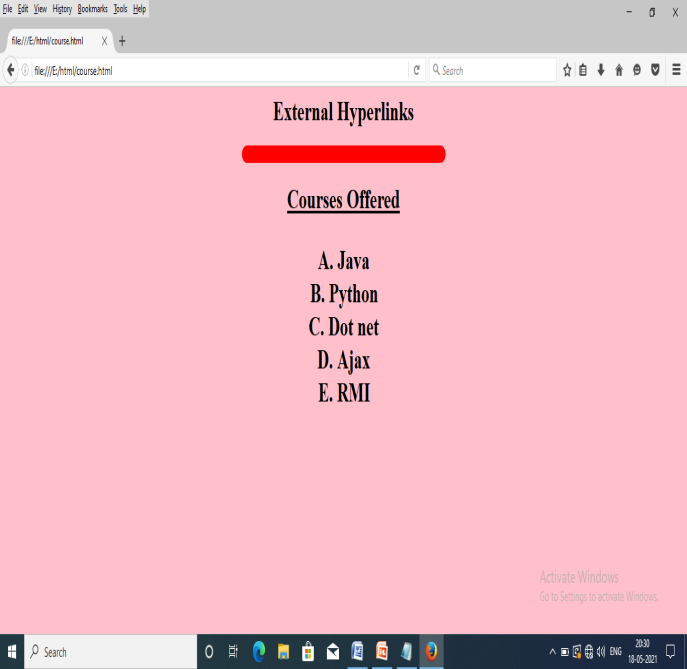 File Edit View History Bookmarks Tools Help
file:///E:/html/course.html
file:///E:/html/course.html
Search
External Hyperlinks
Courses Offered
A. Java
B. Python
C. Dot net
D. Ajax
E. RMI
Activate Windows
Go to Settings to activate Windows.
Search
ENG
20:30
18-05-2021